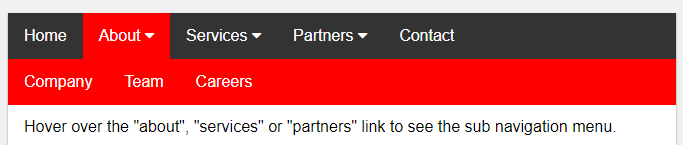 Home About Services Partners Contact
Company Team Careers
Hover over the "about", "services" or "partners" link to see the sub navigation menu.